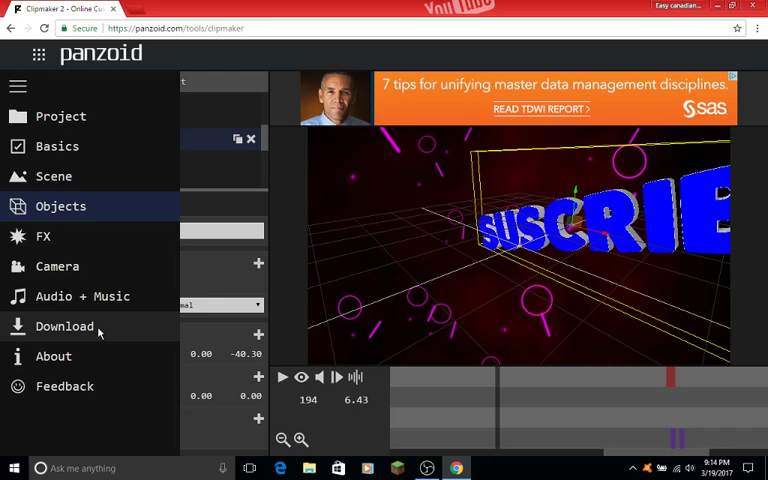 YouTube
Clipmaker 2 - Online Cu
Easy canadian...
Secure
https://panzoid.com/tools/clipmaker
panzoid
Project
Basics
Scene
Objects
FX
Camera
Audio + Music
Download
About
Feedback
t
mal
0.00 -40.30
0.00 0.00
7 tips for unifying master data management disciplines.
READ TDWI REPORT >
sas
SUSCRIE
194 6.43
Ask me anything
9:14 PM
3/19/2017